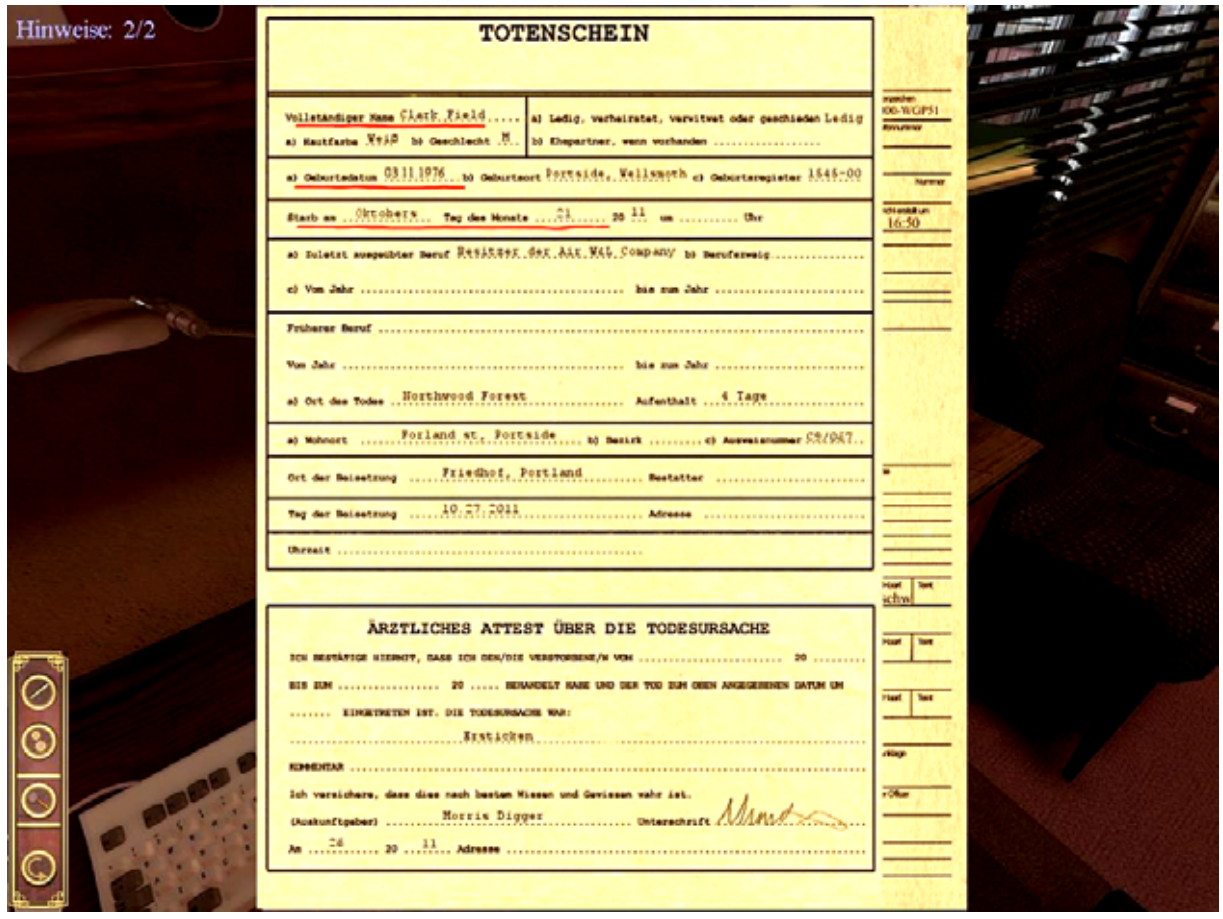 Hinweise: 2/2
TOTENSCHEIN
Vollständiger Name Clark Field
a) Ledig, verheiratet, vervitvet oder geschieden Ledig
a) Hautfarbe Weiß b) Geschlecht M
b) Ehepartner, wenn vorhanden
a) Geburtsdatum 03.11.1976 b) Geburtsort Portside, Wellsmoth c) Geburtsregister 1545-00
Starb am Oktobers Tag des Monats 21 20 11 um Uhr
a) Zuletzt ausgeübter Beruf Besitzer der Air W&L Company b) Berufszweig
c) Vom Jahr bis zum Jahr
Früherer Beruf
Vom Jahr bis zum Jahr
a) Ort des Todes Northwood Forest Aufenthalt 4 Tage
a) Wohnort Forland st, Portside b) Bezirk c) Ausweisnummer
Ort der Beisetzung Friedhof, Portland Bestatter
Tag der Beisetzung 10.27.2011 Adresse
Uhrzeit
ÄRZTLICHES ATTEST ÜBER DIE TODESURSACHE
ICH BESTÄTIGE HIERMIT, DASS ICH DEN/DIE VERSTORBENE/N VOM 20
BIS ZUM 20 BEHANDELT HABE UND DER TOD ZUM OBEN ANGEGEBENEN DATUM UM
EINGETRETEN IST. DIE TODESURSACHE WAR:
Ersticken
KOMMENTAR
Ich versichere, dass dies nach bestem Wissen und Gewissen wahr ist.
(Auskunftgeber) Morris Digger Unterschrift
Am 26 20 11 Adresse
00-WGP51
Nummer
16:50
schw